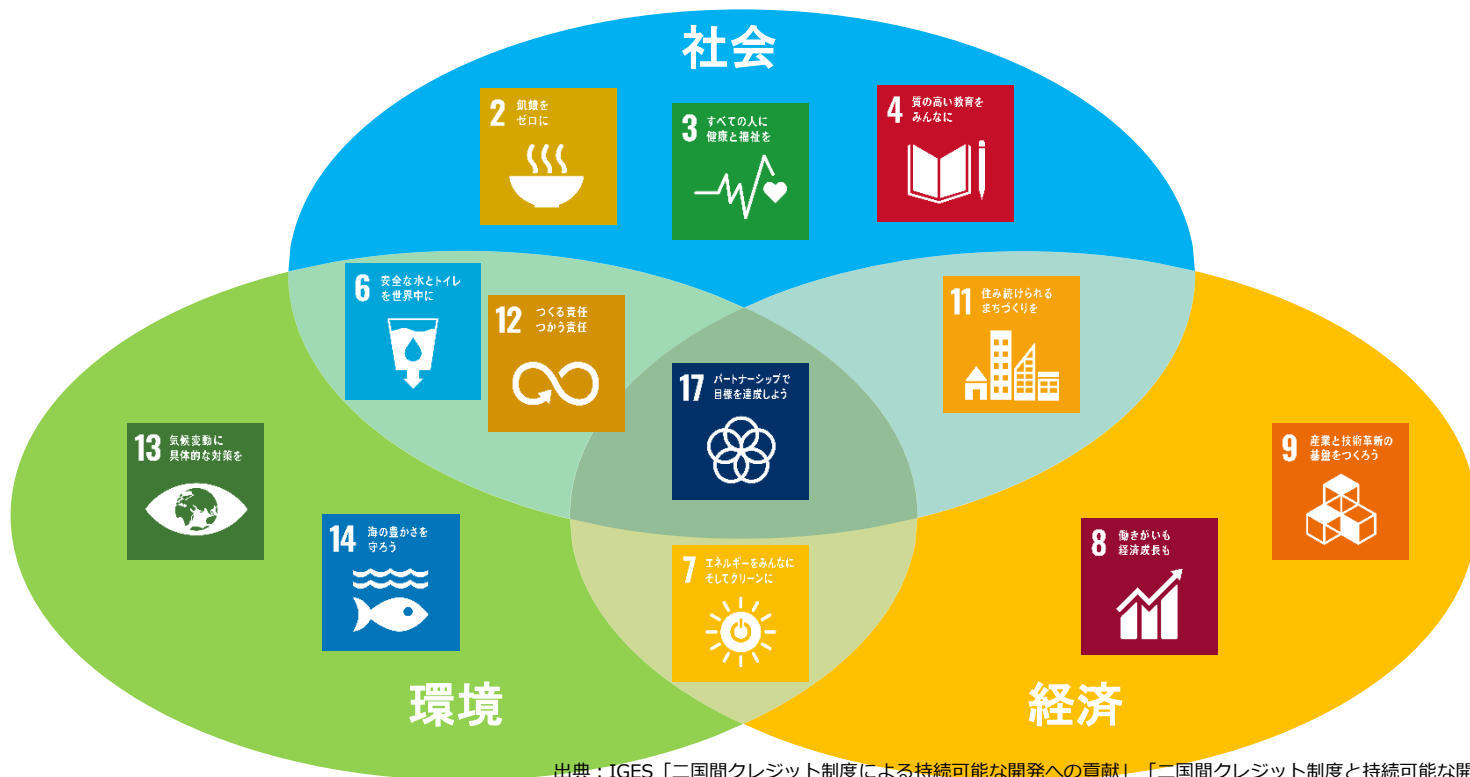 社会
2 飢餓を
ゼロに
3 すべての人に
健康と福祉を
4 質の高い教育を
みんなに
6 安全な水とトイレ
を世界中に
12 つくる責任
つかう責任
11 住み続けられる
まちづくりを
17 パートナーシップで
目標を達成しよう
13 気候変動に
具体的な対策を
9 産業と技術革新の
基盤をつくろう
14 海の豊かさを
守ろう
8 働きがいも
経済成長も
7 エネルギーをみんなに
そしてクリーンに
環境
経済
出典：IGES「二国間クレジット制度による持続可能な開発への貢献」「二国間クレジット制度と持続可能な開